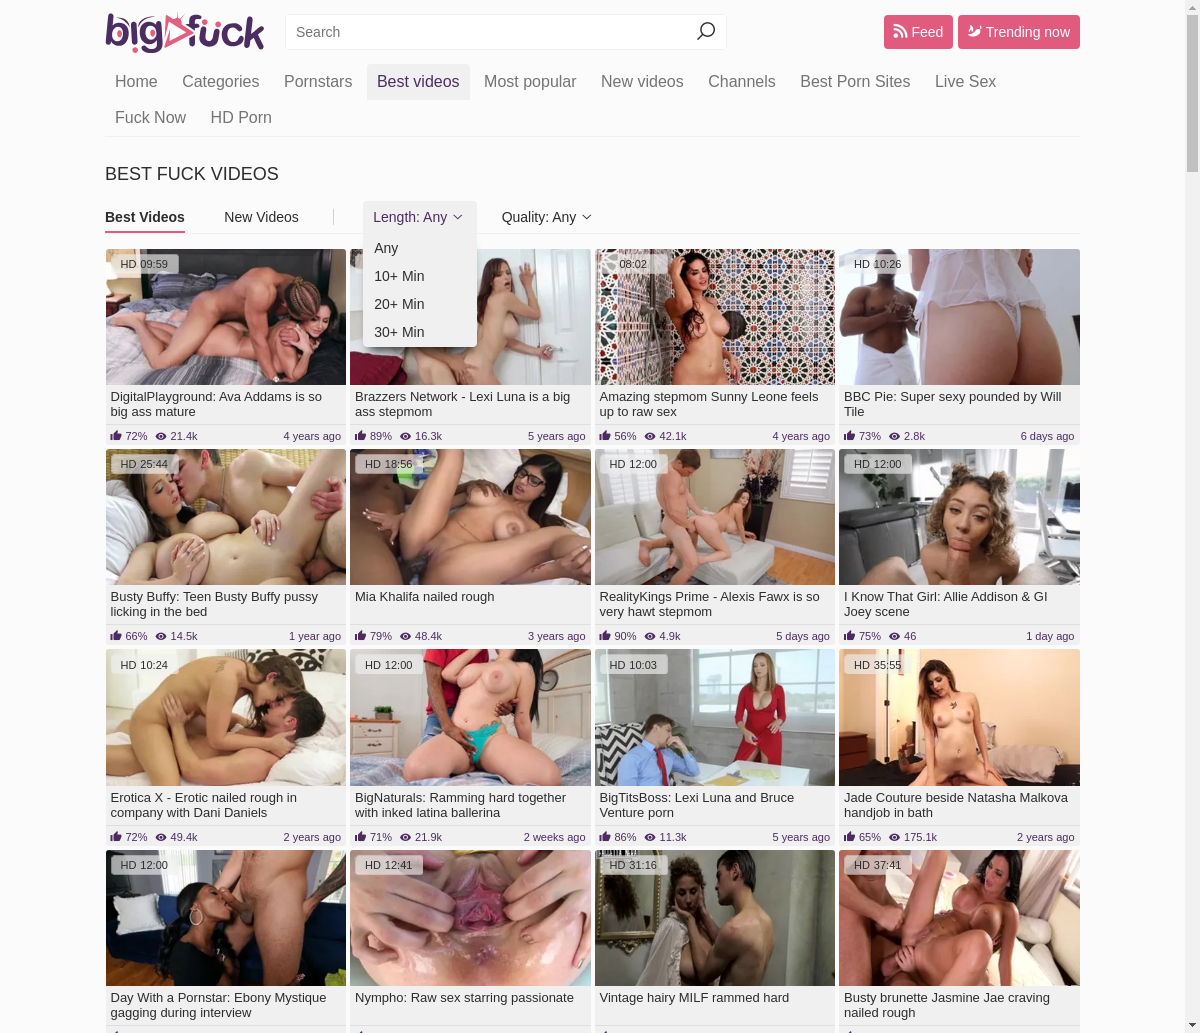 bigfuck
Search
Feed
Trending now
Home Categories Pornstars Best videos Most popular New videos Channels Best Porn Sites Live Sex
Fuck Now HD Porn
BEST FUCK VIDEOS
Best Videos New Videos Length: Any Quality: Any
Any
10+ Min
20+ Min
30+ Min
HD 09:59
08:02
HD 10:26
DigitalPlayground: Ava Addams is so
big ass mature
72% 21.4k 4 years ago
Brazzers Network - Lexi Luna is a big
ass stepmom
89% 16.3k 5 years ago
Amazing stepmom Sunny Leone feels
up to raw sex
56% 42.1k 4 years ago
BBC Pie: Super sexy pounded by Will
Tile
73% 2.8k 6 days ago
HD 25:44
HD 18:56
HD 12:00
HD 12:00
Busty Buffy: Teen Busty Buffy pussy
licking in the bed
66% 14.5k 1 year ago
Mia Khalifa nailed rough
79% 48.4k 3 years ago
RealityKings Prime - Alexis Fawx is so
very hawt stepmom
90% 4.9k 5 days ago
I Know That Girl: Allie Addison & GI
Joey scene
75% 46 1 day ago
HD 10:24
HD 12:00
HD 10:03
HD 35:55
Erotica X - Erotic nailed rough in
company with Dani Daniels
72% 49.4k 2 years ago
BigNaturals: Ramming hard together
with inked latina ballerina
71% 21.9k 2 weeks ago
BigTitsBoss: Lexi Luna and Bruce
Venture porn
86% 11.3k 5 years ago
Jade Couture beside Natasha Malkova
handjob in bath
65% 175.1k 2 years ago
HD 12:00
HD 12:41
HD 31:16
HD 37:41
Day With a Pornstar: Ebony Mystique
gagging during interview
Nympho: Raw sex starring passionate
Vintage hairy MILF rammed hard
Busty brunette Jasmine Jae craving
nailed rough